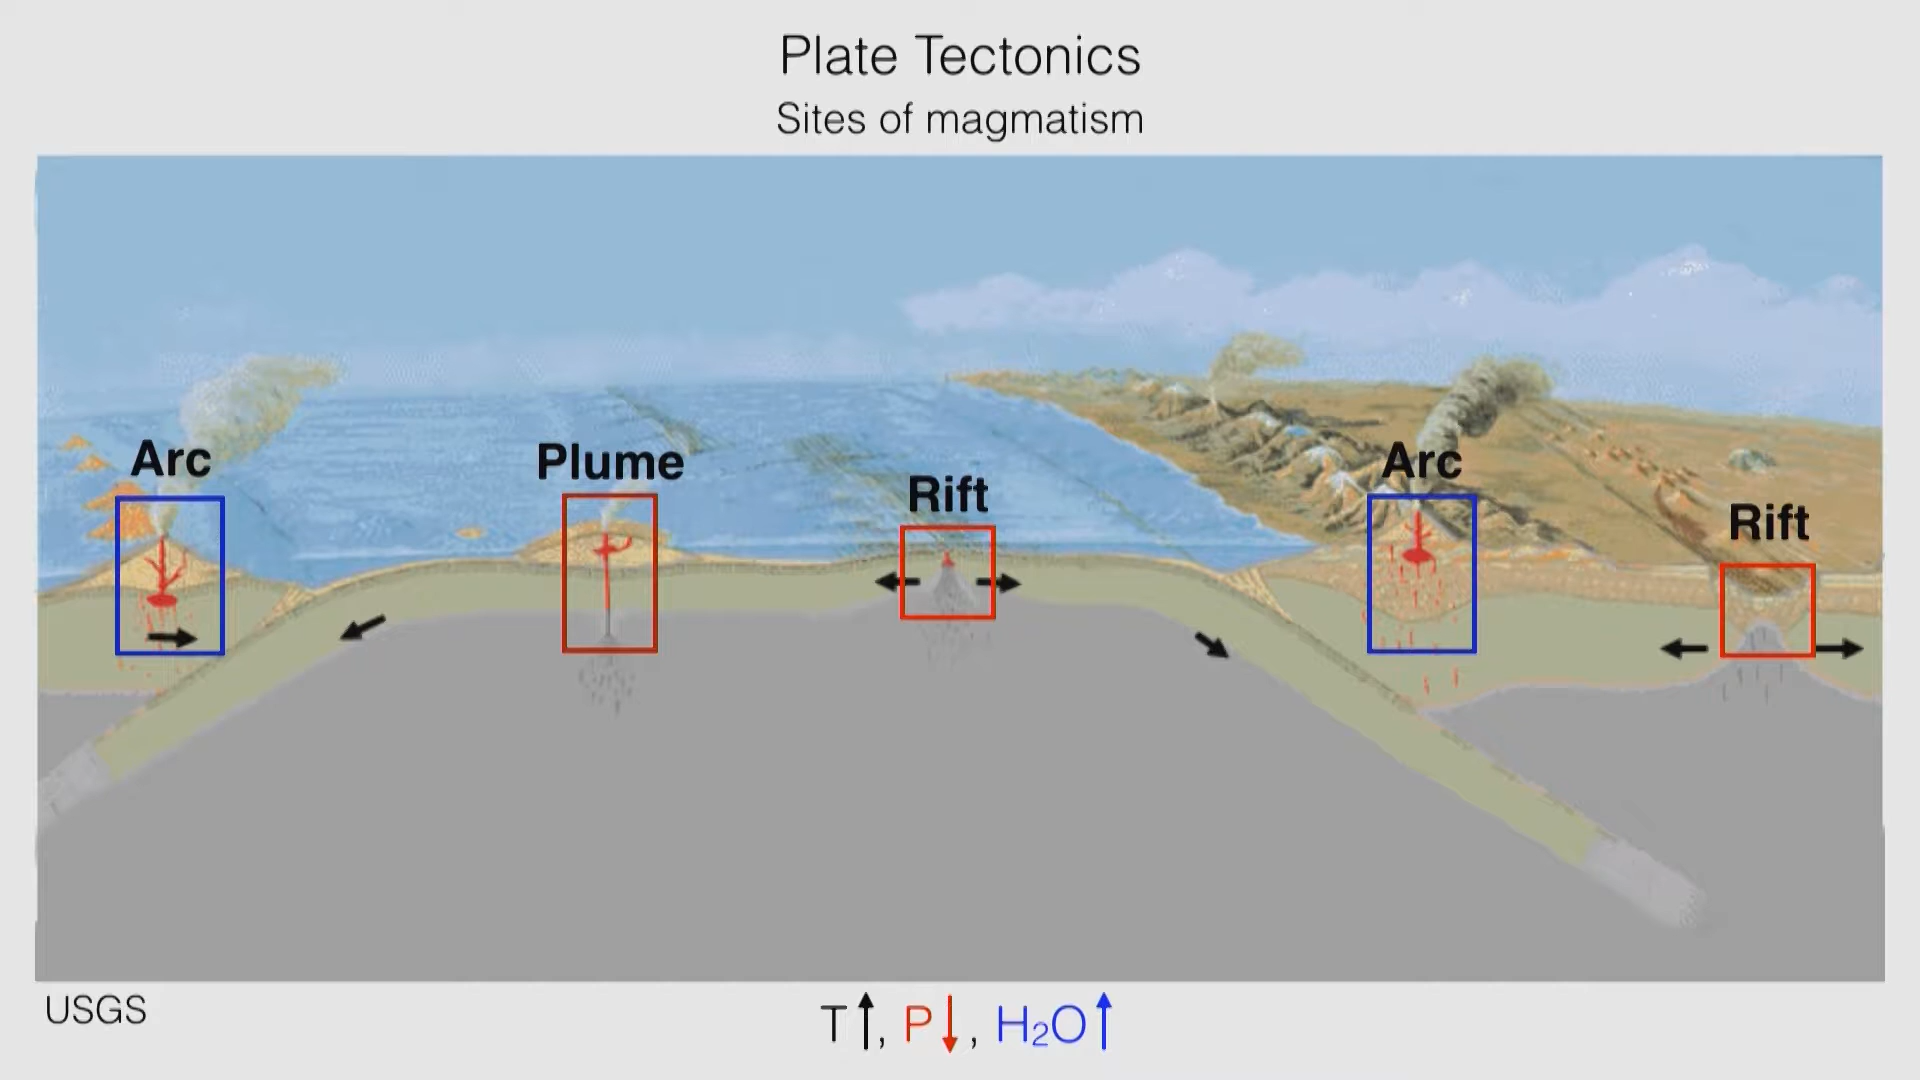 Plate Tectonics
Sites of magmatism
Arc
Plume
Rift
Arc
Rift
USGS
T↑, P↓, H₂O↑